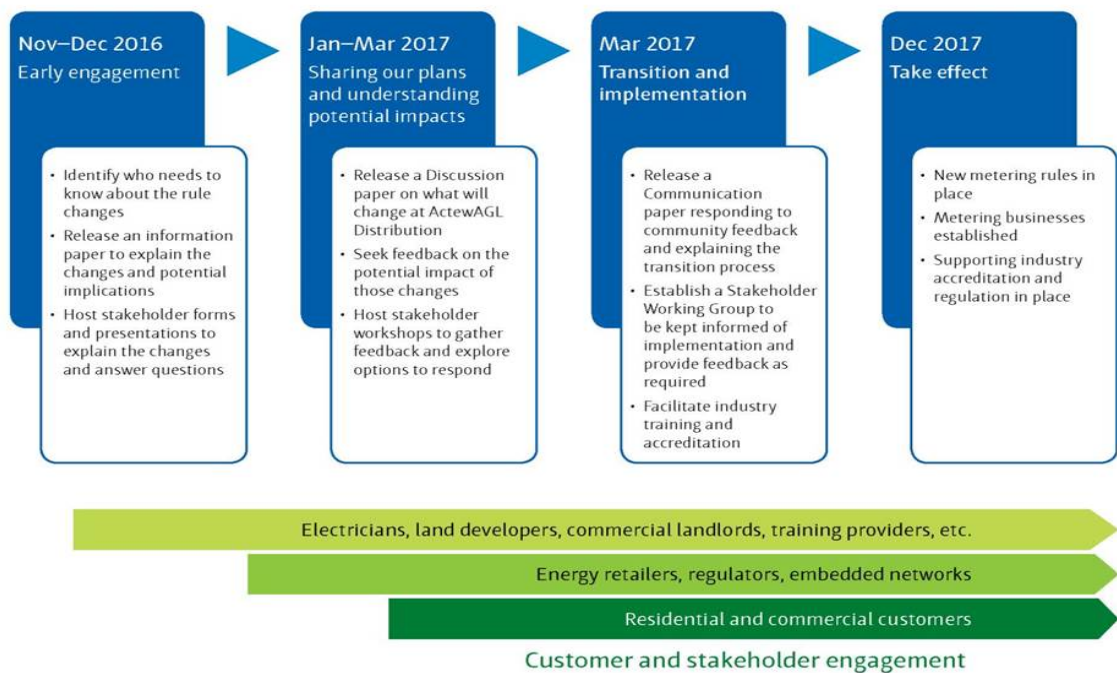 Nov–Dec 2016
Early engagement
• Identify who needs to
know about the rule
changes
• Release an information
paper to explain the
changes and potential
implications
• Host stakeholder forms
and presentations to
explain the changes
and answer questions
Jan–Mar 2017
Sharing our plans
and understanding
potential impacts
• Release a Discussion
paper on what will
change at ActewAGL
Distribution
• Seek feedback on the
potential impact of
those changes
• Host stakeholder
workshops to gather
feedback and explore
options to respond
Mar 2017
Transition and
implementation
• Release a
Communication
paper responding to
community feedback
and explaining the
transition process
• Establish a Stakeholder
Working Group to
be kept informed of
implementation and
provide feedback as
required
• Facilitate industry
training and
accreditation
Dec 2017
Take effect
• New metering rules in
place
• Metering businesses
established
• Supporting industry
accreditation and
regulation in place
Electricians, land developers, commercial landlords, training providers, etc.
Energy retailers, regulators, embedded networks
Residential and commercial customers
Customer and stakeholder engagement